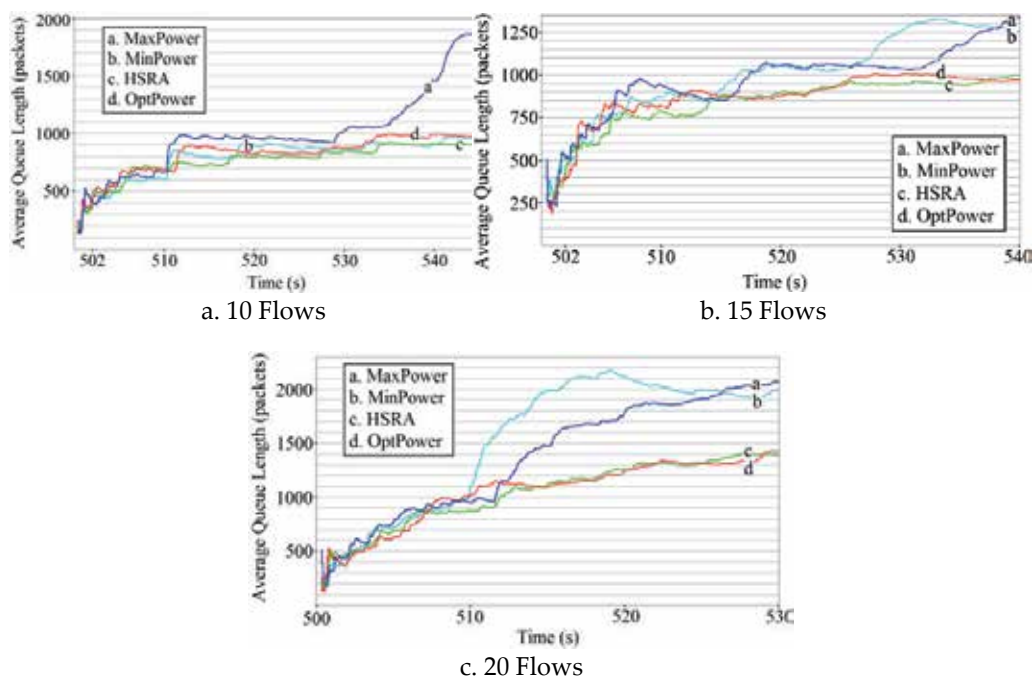 2000
1500
1000
500
Average Queue Length (packets)
a. MaxPower
b. MinPower
c. HSRA
d. OptPower
a
b
d
c
502 510 520 530 540
Time (s)
a. 10 Flows
1250
1000
750
500
250
Average Queue Length (packets)
a
b
d
c
a. MaxPower
b. MinPower
c. HSRA
d. OptPower
502 510 520 530 540
Time (s)
b. 15 Flows
2000
1500
1000
500
Average Queue Length (packets)
a. MaxPower
b. MinPower
c. HSRA
d. OptPower
a
b
c
d
500 510 520 530
Time (s)
c. 20 Flows